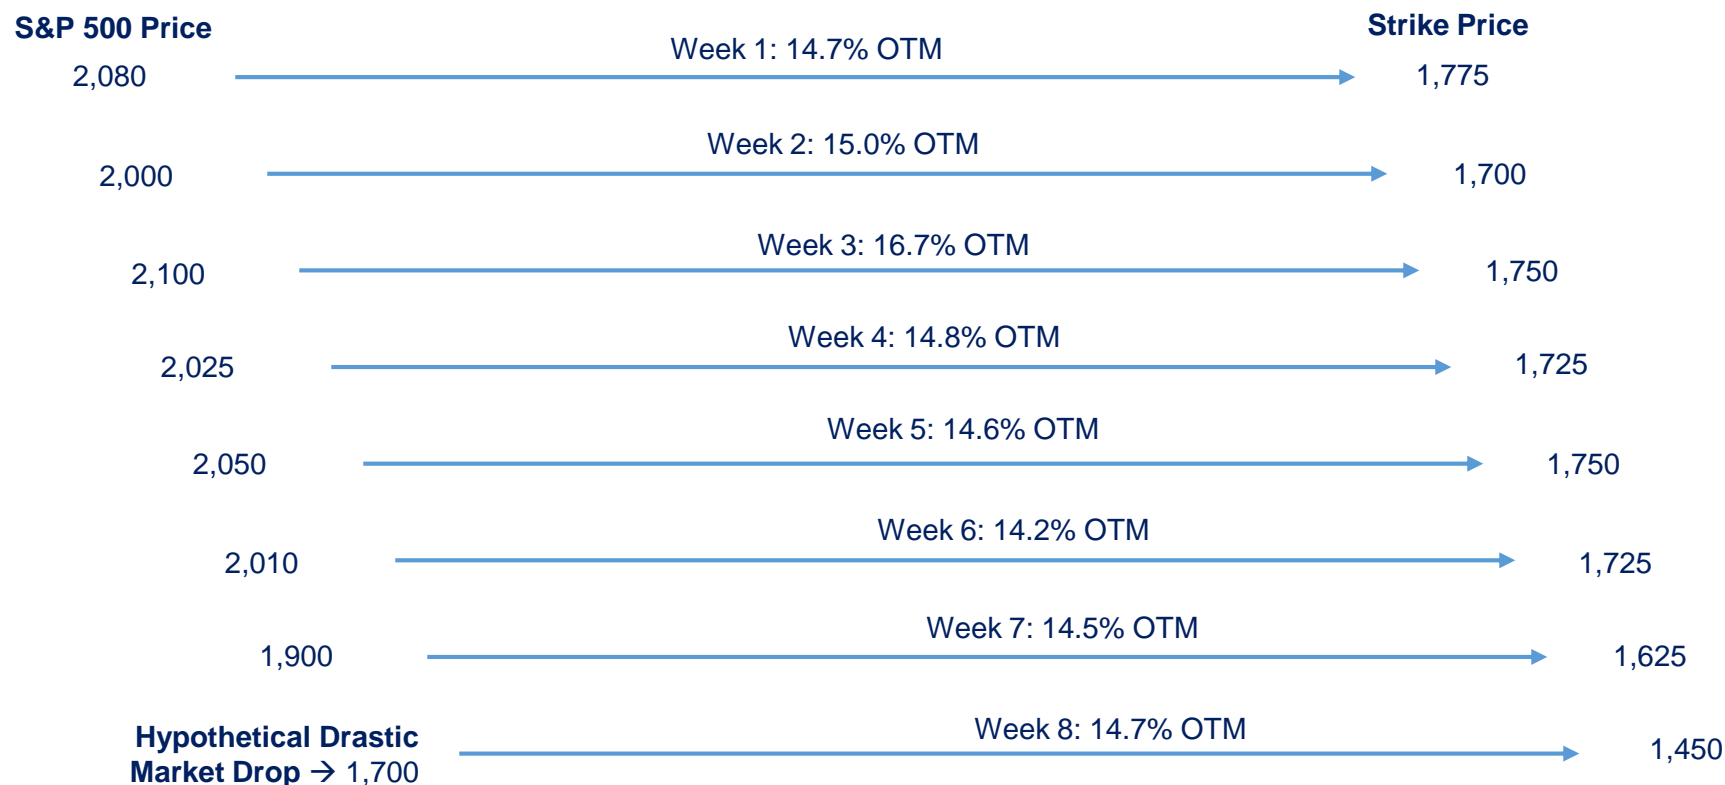 S&P 500 Price
Strike Price
Week 1: 14.7% OTM
2,080
1,775
Week 2: 15.0% OTM
2,000
1,700
Week 3: 16.7% OTM
2,100
1,750
Week 4: 14.8% OTM
2,025
1,725
Week 5: 14.6% OTM
2,050
1,750
Week 6: 14.2% OTM
2,010
1,725
Week 7: 14.5% OTM
1,900
1,625
Week 8: 14.7% OTM
Hypothetical Drastic
Market Drop → 1,700
1,450